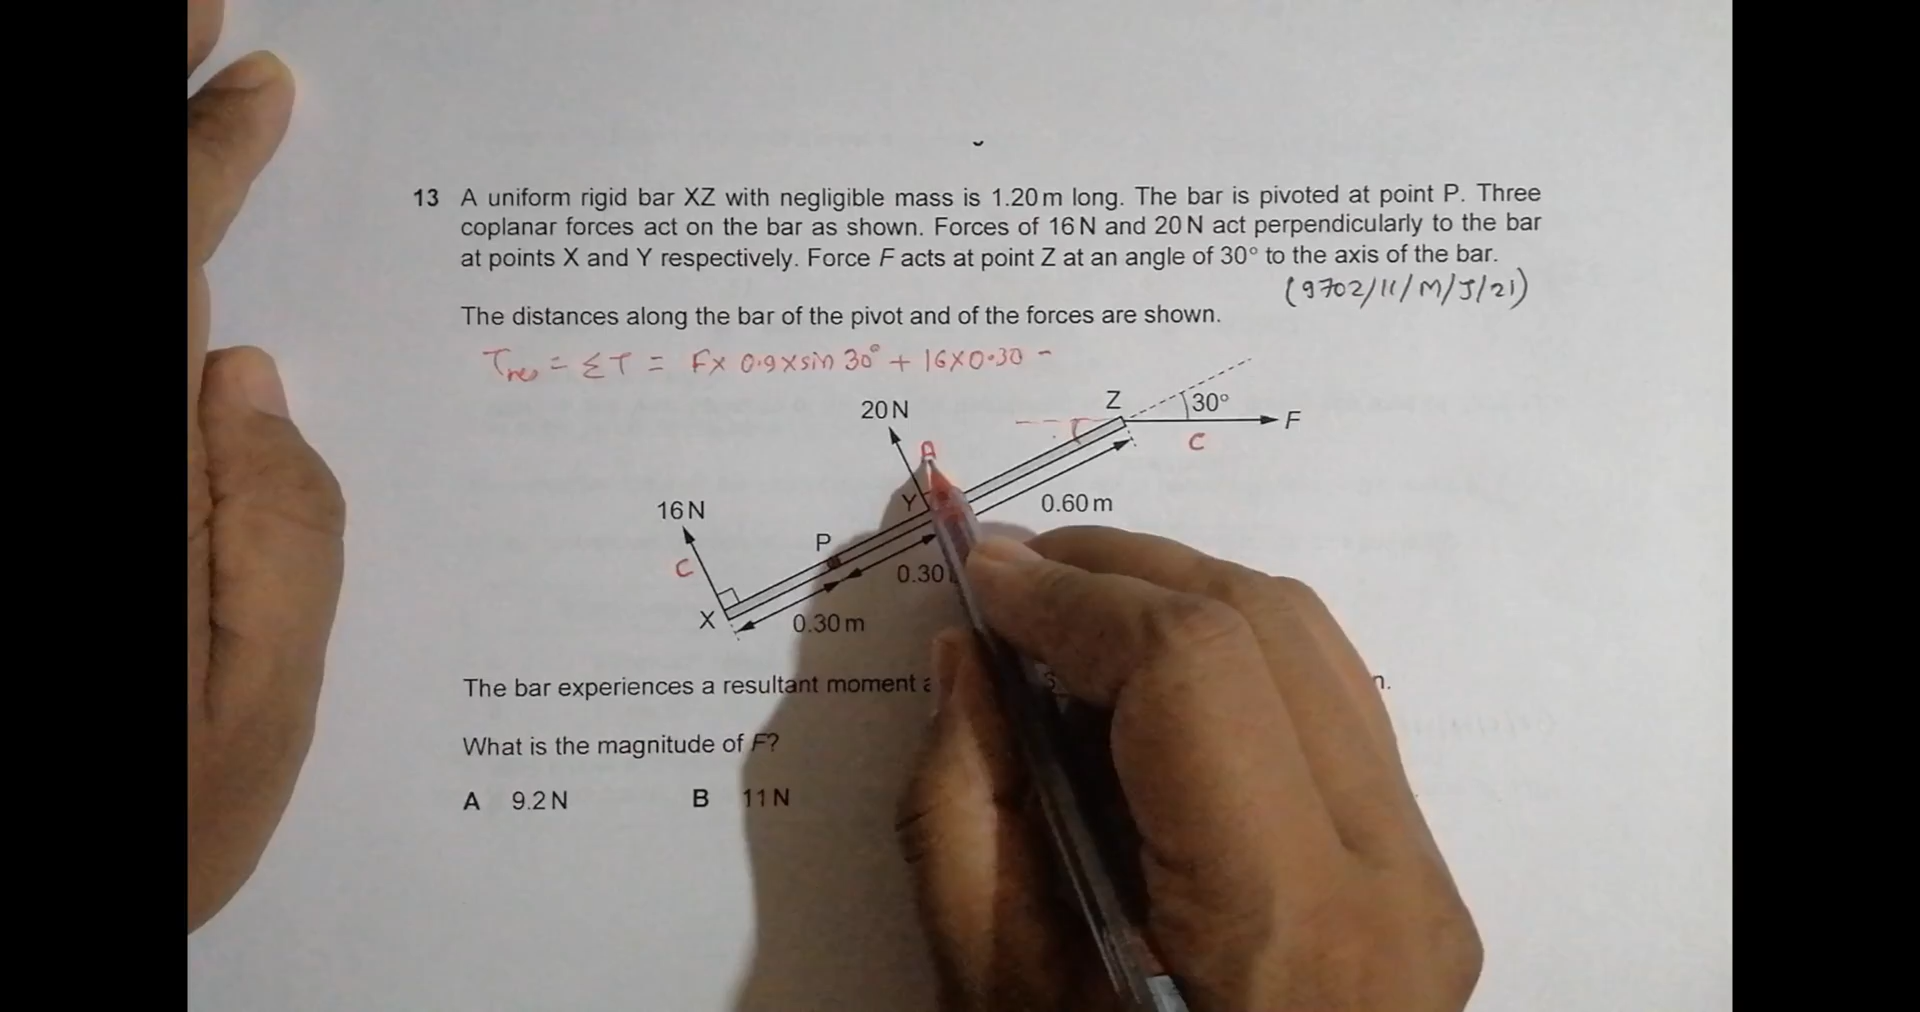 13 A uniform rigid bar XZ with negligible mass is 1.20 m long. The bar is pivoted at point P. Three
coplanar forces act on the bar as shown. Forces of 16 N and 20 N act perpendicularly to the bar
at points X and Y respectively. Force F acts at point Z at an angle of 30° to the axis of the bar.
(9702/11/M/J/21)
The distances along the bar of the pivot and of the forces are shown.
Tres = ΣT = F× 0.9×sin 30° + 16×0.30 -
20 N
Z
30°
F
A
C
Y
0.60 m
16 N
P
C
0.30
X
0.30 m
The bar experiences a resultant moment
What is the magnitude of F?
A 9.2 N B 11 N